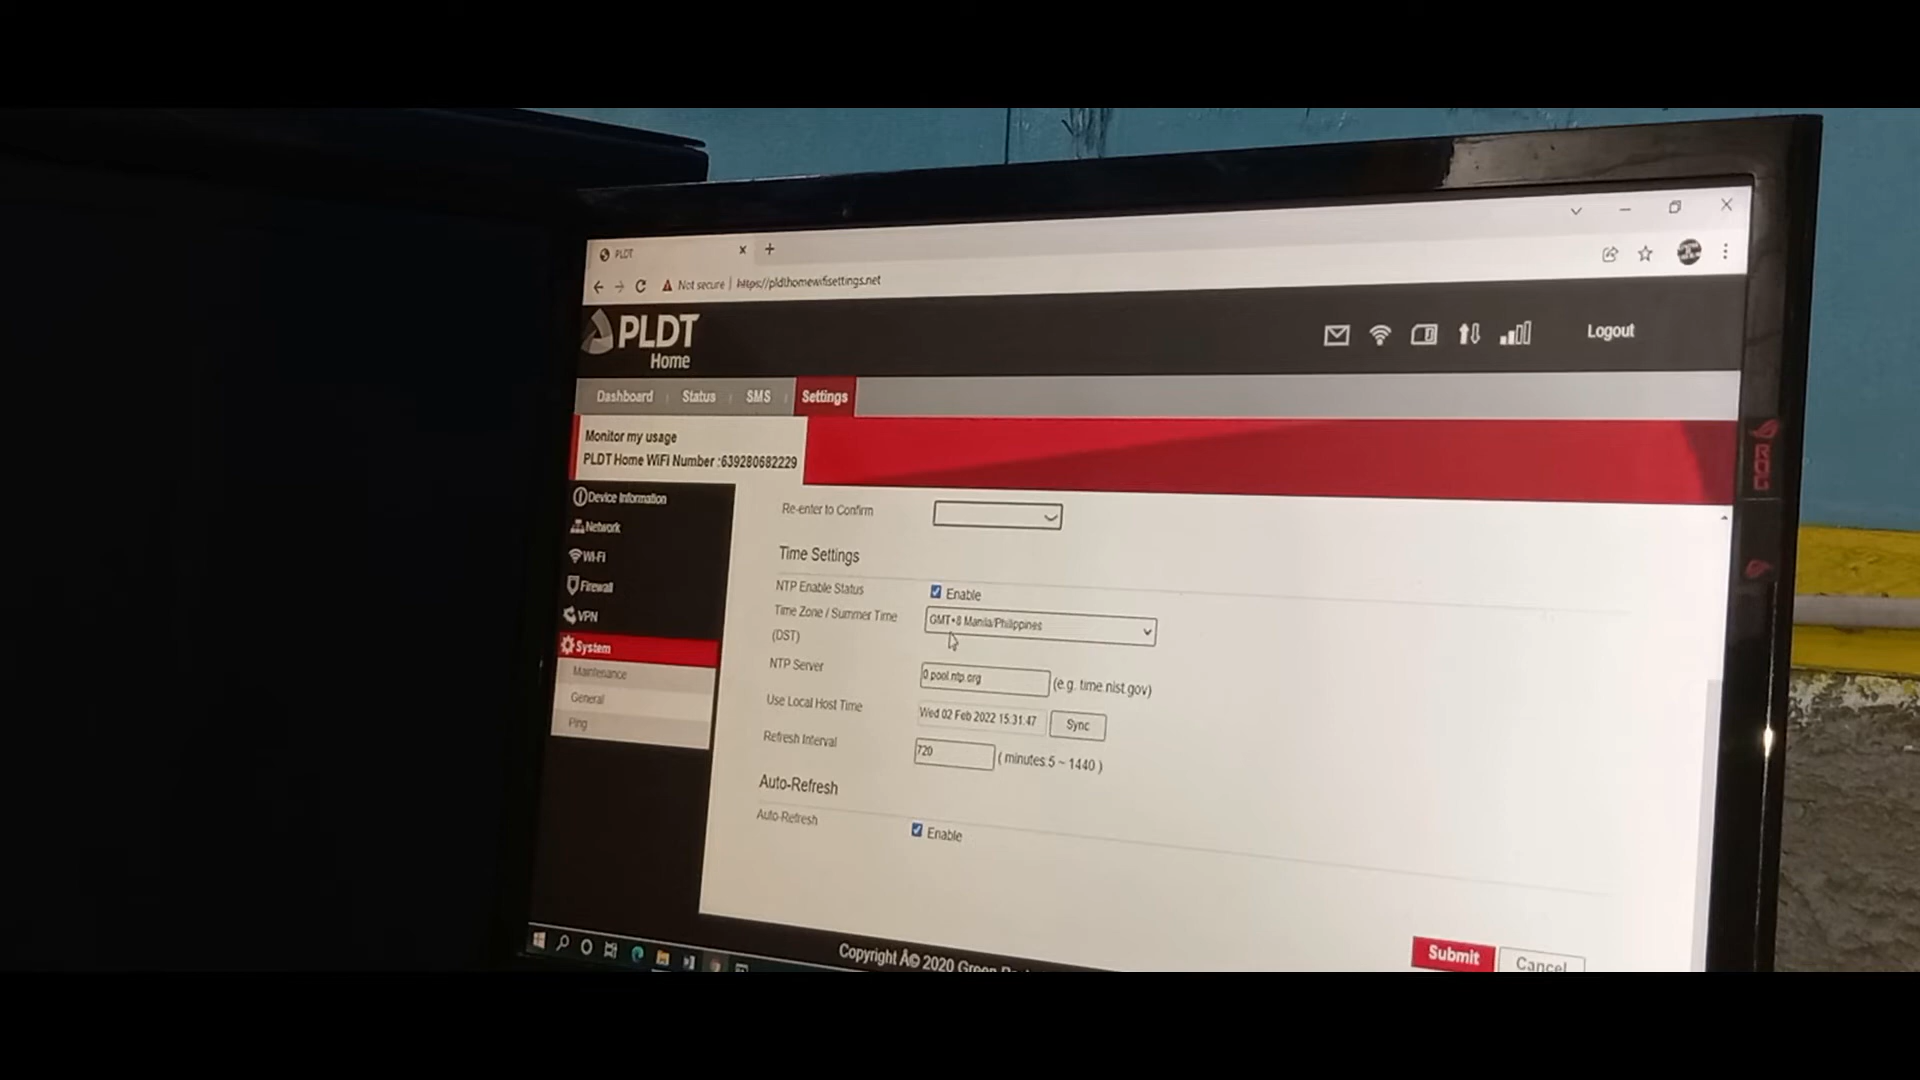 PLDT
Not secure | https://pldthomewifisettings.net
PLDT
Home
Logout
Dashboard
Status
SMS
Settings
Monitor my usage
PLDT Home WiFi Number :639280682229
Device Information
Network
Wi-Fi
Firewall
VPN
System
Maintenance
General
Ping
Re-enter to Confirm
Time Settings
NTP Enable Status
Enable
Time Zone / Summer Time
(DST)
GMT+8 Manila/Philippines
NTP Server
0.pool.ntp.org
(e.g. time.nist.gov)
Use Local Host Time
Wed 02 Feb 2022 15:31:47
Sync
Refresh Interval
720
( minutes:5 ~ 1440 )
Auto-Refresh
Auto-Refresh
Enable
Submit
Cancel
Copyright Â© 2020 Green
ROG